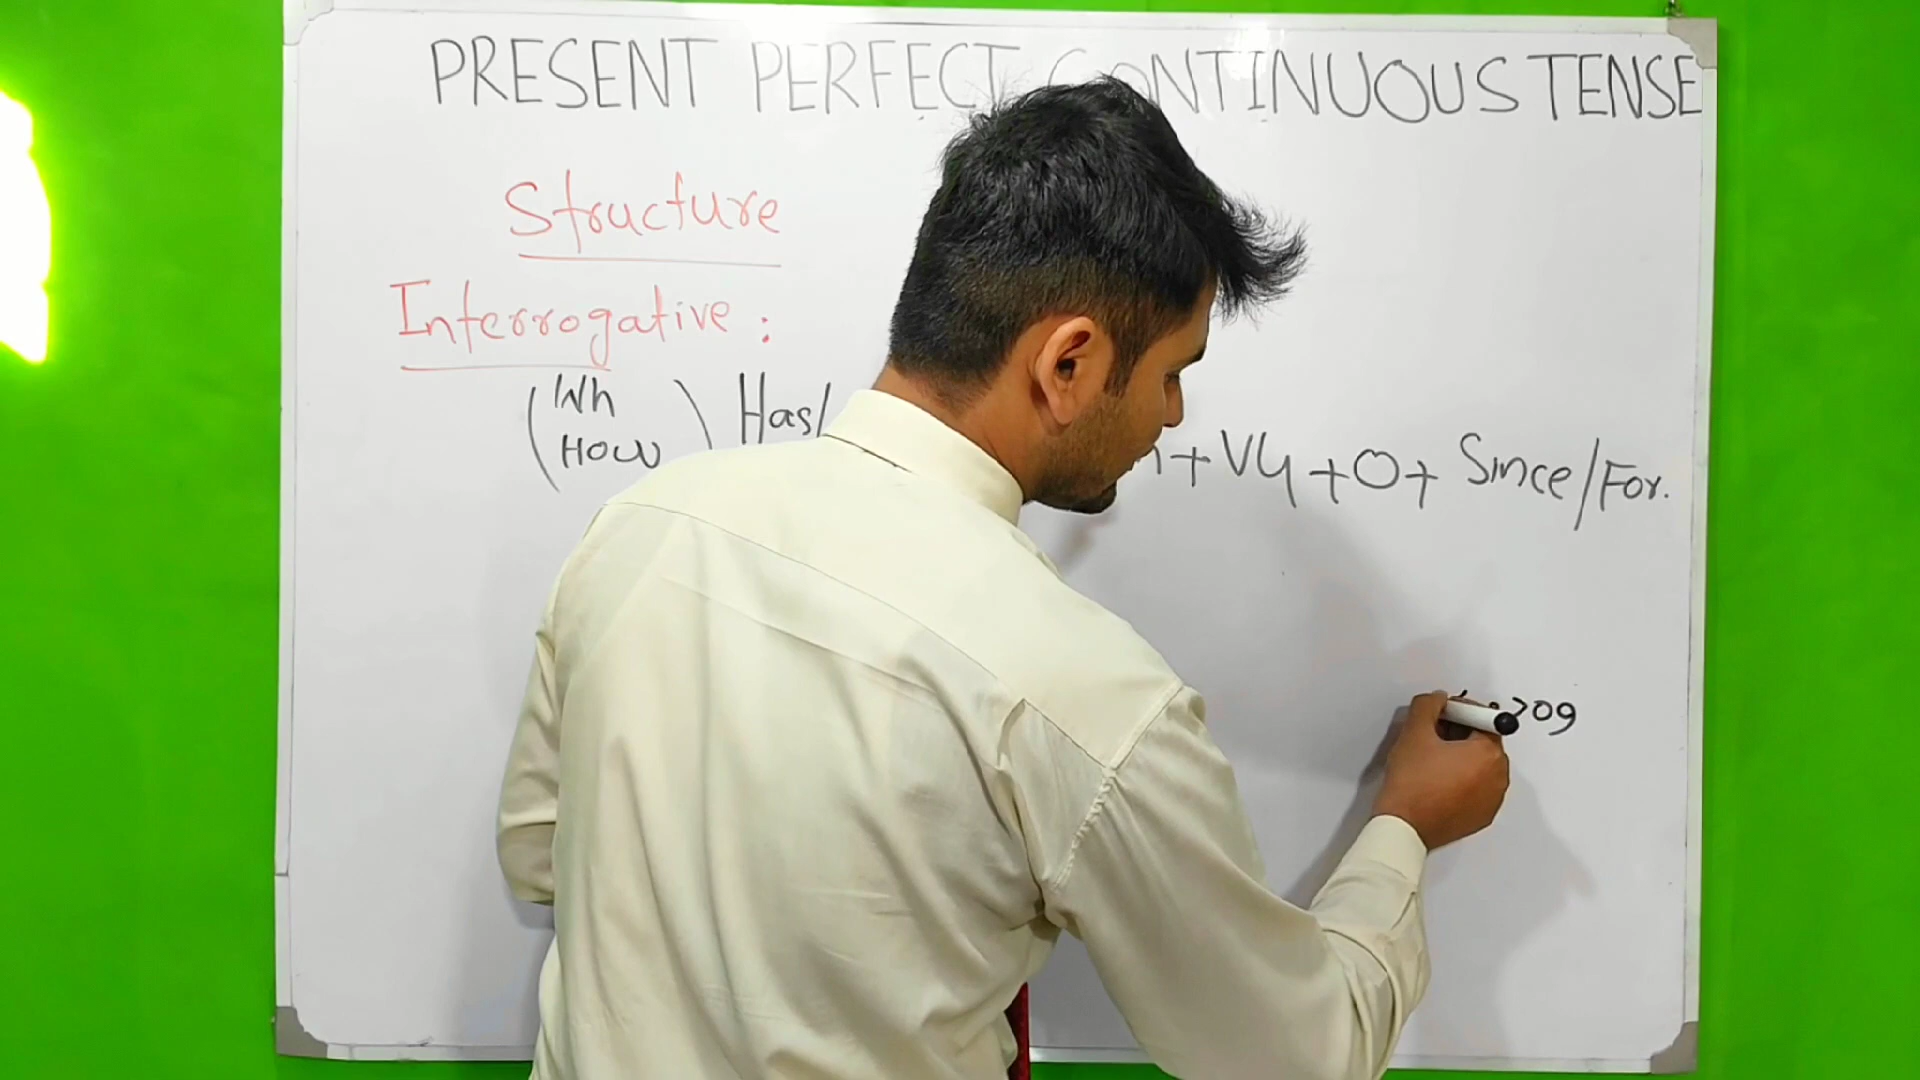 PRESENT PERFECT CONTINUOUS TENSE
Structure
Interrogative :
( Wh
How ) Has/ +V4+O+ Since/For.